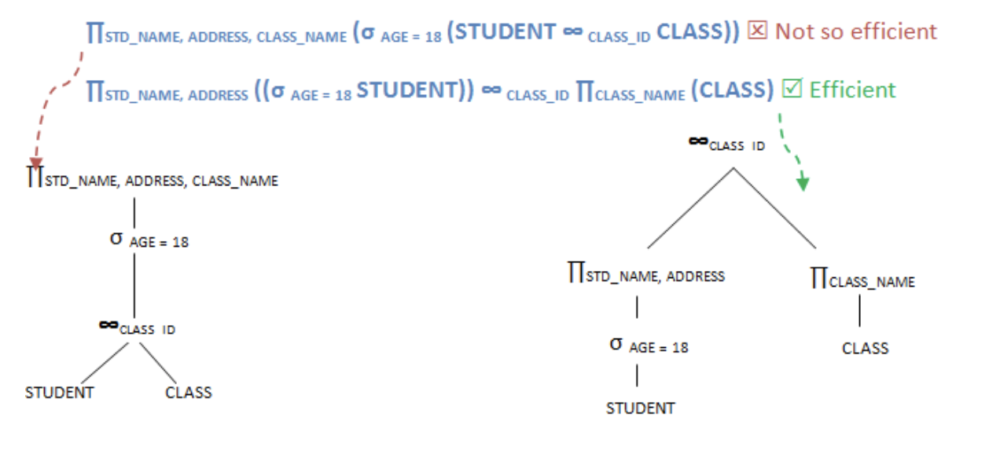 ∏STD_NAME, ADDRESS, CLASS_NAME (σ AGE = 18 (STUDENT ∞ CLASS_ID CLASS)) ☒ Not so efficient
∏STD_NAME, ADDRESS ((σ AGE = 18 STUDENT)) ∞ CLASS_ID ∏CLASS_NAME (CLASS) ☑ Efficient
∏STD_NAME, ADDRESS, CLASS_NAME
σ AGE = 18
∞CLASS_ID
STUDENT CLASS
∞CLASS_ID
∏STD_NAME, ADDRESS ∏CLASS_NAME
σ AGE = 18 CLASS
STUDENT